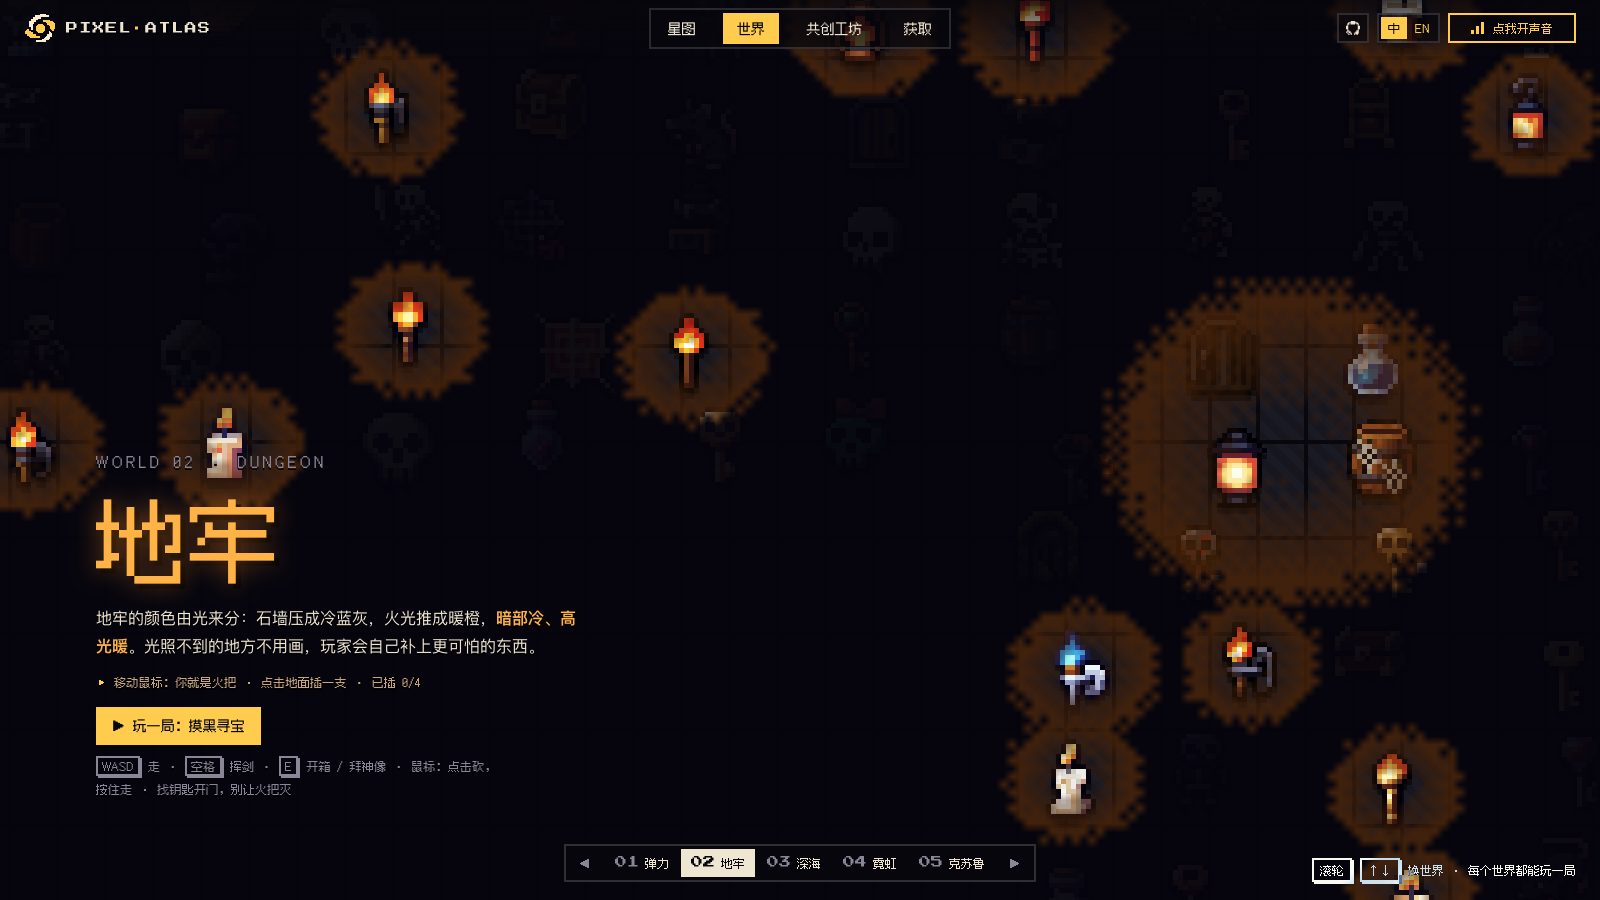 PIXEL·ATLAS
星图 世界 共创工坊 获取
中 EN 点我开声音
WORLD 02 · DUNGEON
地牢
地牢的颜色由光来分：石墙压成冷蓝灰，火光推成暖橙，暗部冷、高
光暖。光照不到的地方不用画，玩家会自己补上更可怕的东西。
▸ 移动鼠标：你就是火把 · 点击地面插一支 · 已插 0/4
▶ 玩一局：摸黑寻宝
WASD 走 · 空格 挥剑 · E 开箱 / 拜神像 · 鼠标：点击砍，
按住走 · 找钥匙开门，别让火把灭
◀ 01 弹力 02 地牢 03 深海 04 霓虹 05 克苏鲁 ▶
滚轮 ↑↓ 换世界 · 每个世界都能玩一局